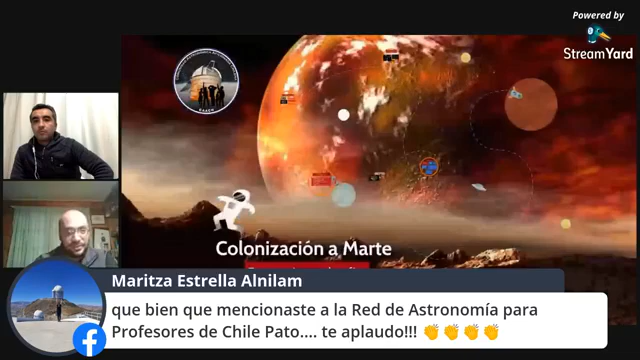 Powered by
StreamYard
Colonización a Marte
Maritza Estrella Alnilam
que bien que mencionaste a la Red de Astronomía para
Profesores de Chile Pato.... te aplaudo!!! 👏👏👏👏